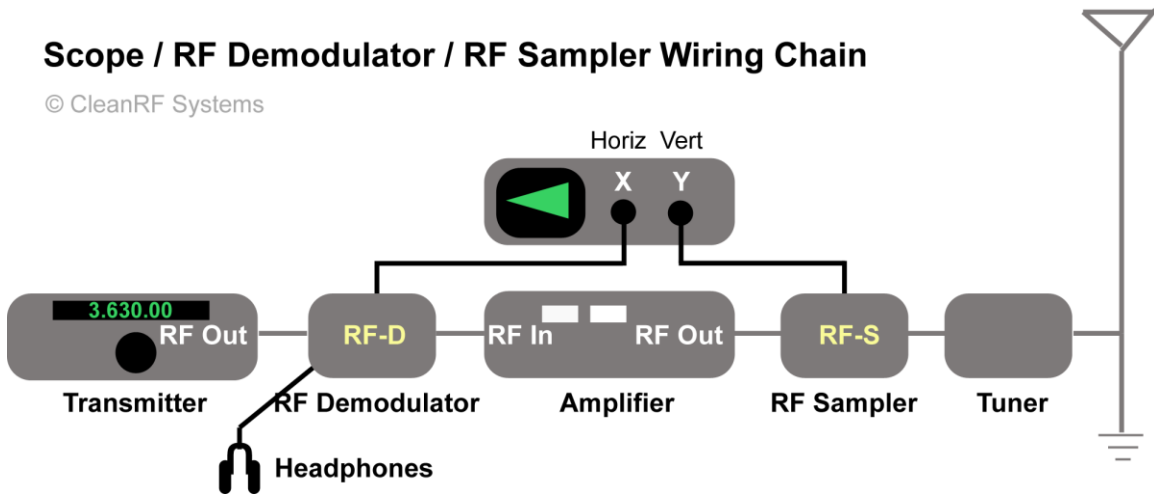 Scope / RF Demodulator / RF Sampler Wiring Chain
© CleanRF Systems
Horiz Vert
X Y
3.630.00
RF Out
RF-D
RF In
RF Out
RF-S
Transmitter
RF Demodulator
Amplifier
RF Sampler
Tuner
Headphones